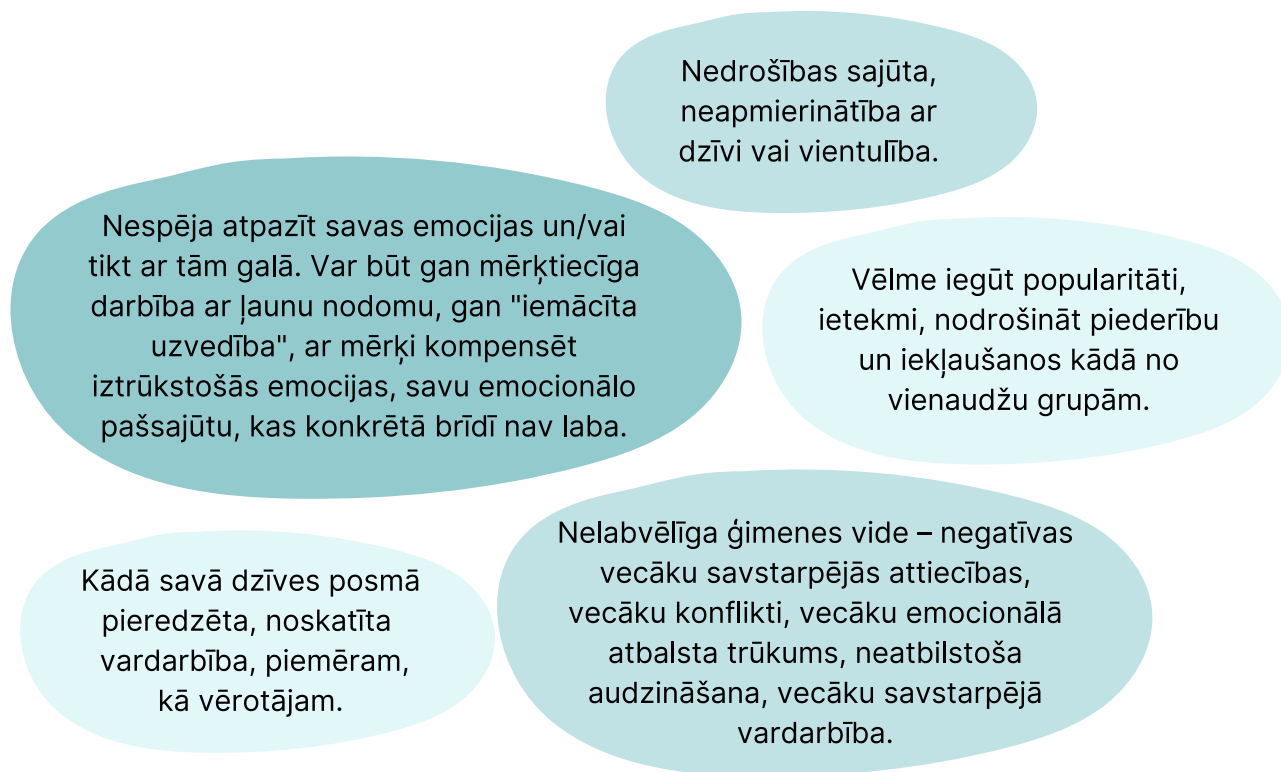 Nedrošības sajūta,
neapmierinātība ar
dzīvi vai vientulība.
Nespēja atpazīt savas emocijas un/vai
tikt ar tām galā. Var būt gan mērķtiecīga
darbība ar ļaunu nodomu, gan "iemācīta
uzvedība", ar mērķi kompensēt
iztrūkstošās emocijas, savu emocionālo
pašsajūtu, kas konkrētā brīdī nav laba.
Vēlme iegūt popularitāti,
ietekmi, nodrošināt piederību
un iekļaušanos kādā no
vienaudžu grupām.
Kādā savā dzīves posmā
pieredzēta, noskatīta
vardarbība, piemēram,
kā vērotājam.
Nelabvēlīga ģimenes vide – negatīvas
vecāku savstarpējās attiecības,
vecāku konflikti, vecāku emocionālā
atbalsta trūkums, neatbilstoša
audzināšana, vecāku savstarpējā
vardarbība.